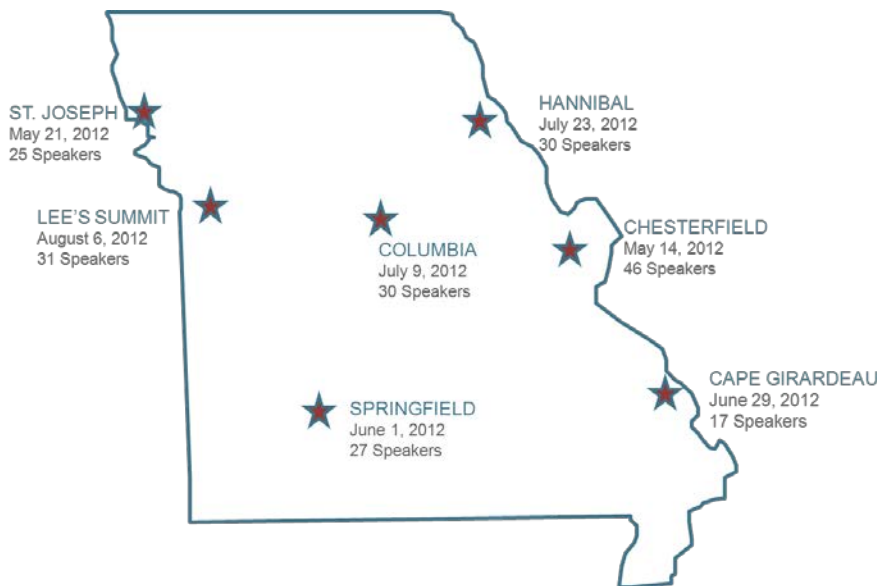 ST. JOSEPH
May 21, 2012
25 Speakers
HANNIBAL
July 23, 2012
30 Speakers
LEE'S SUMMIT
August 6, 2012
31 Speakers
COLUMBIA
July 9, 2012
30 Speakers
CHESTERFIELD
May 14, 2012
46 Speakers
SPRINGFIELD
June 1, 2012
27 Speakers
CAPE GIRARDEAU
June 29, 2012
17 Speakers